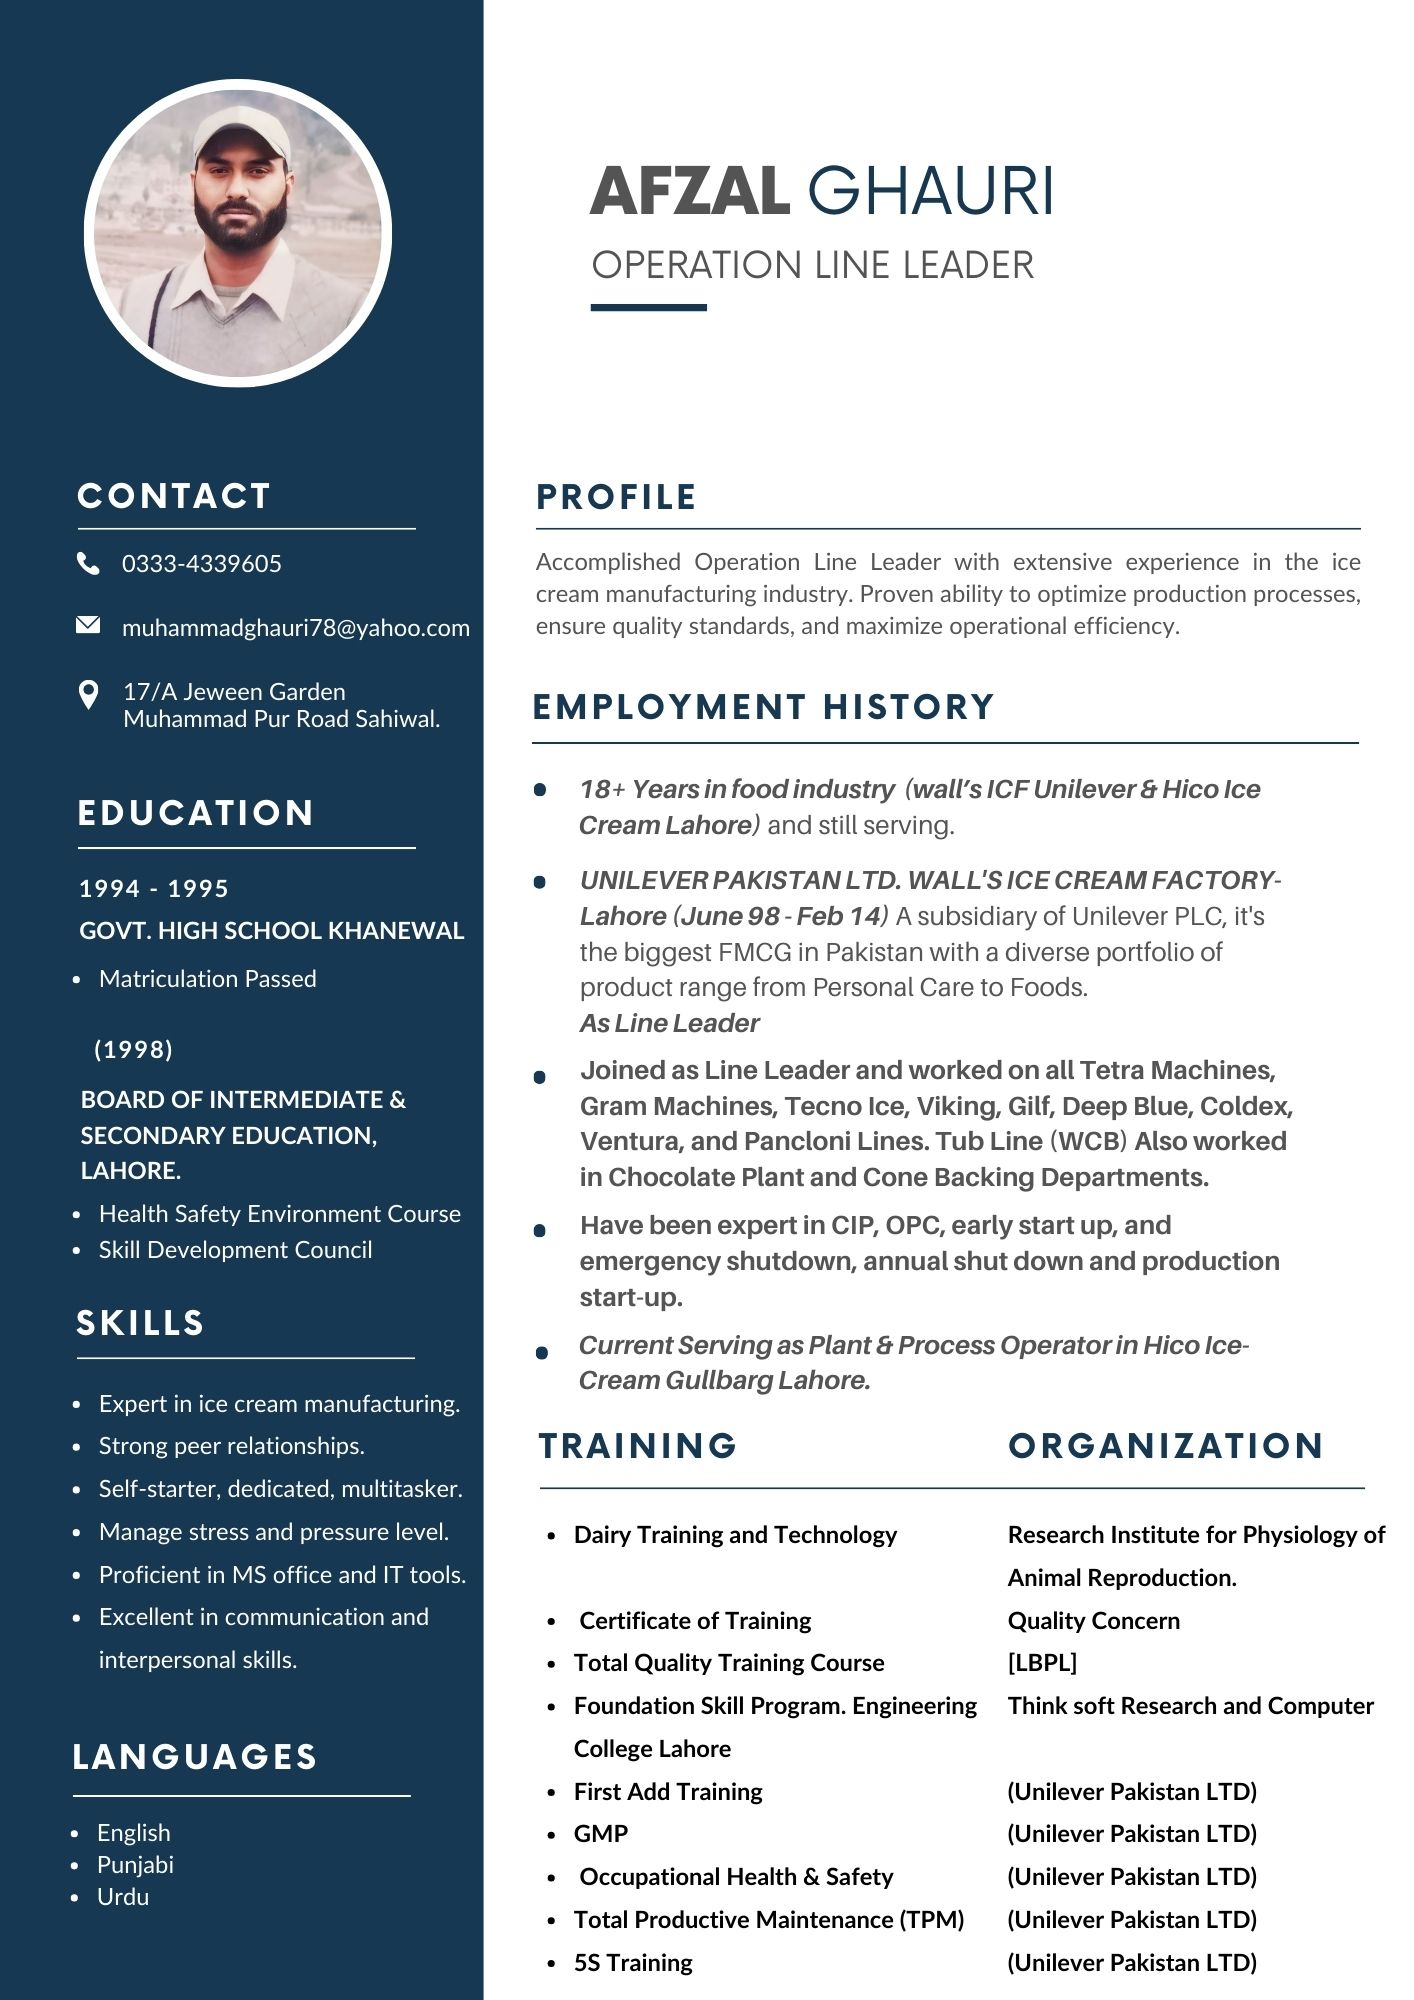 AFZAL GHAURI
OPERATION LINE LEADER
CONTACT
0333-4339605
muhammadghauri78@yahoo.com
17/A Jeween Garden
Muhammad Pur Road Sahiwal.
EDUCATION
1994 - 1995
GOVT. HIGH SCHOOL KHANEWAL
• Matriculation Passed
(1998)
BOARD OF INTERMEDIATE &
SECONDARY EDUCATION,
LAHORE.
• Health Safety Environment Course
• Skill Development Council
SKILLS
• Expert in ice cream manufacturing.
• Strong peer relationships.
• Self-starter, dedicated, multitasker.
• Manage stress and pressure level.
• Proficient in MS office and IT tools.
• Excellent in communication and
interpersonal skills.
LANGUAGES
• English
• Punjabi
• Urdu
PROFILE
Accomplished Operation Line Leader with extensive experience in the ice
cream manufacturing industry. Proven ability to optimize production processes,
ensure quality standards, and maximize operational efficiency.
EMPLOYMENT HISTORY
• 18+ Years in food industry (wall’s ICF Unilever & Hico Ice
Cream Lahore) and still serving.
• UNILEVER PAKISTAN LTD. WALL'S ICE CREAM FACTORY-
Lahore (June 98 - Feb 14) A subsidiary of Unilever PLC, it's
the biggest FMCG in Pakistan with a diverse portfolio of
product range from Personal Care to Foods.
As Line Leader
• Joined as Line Leader and worked on all Tetra Machines,
Gram Machines, Tecno Ice, Viking, Gilf, Deep Blue, Coldex,
Ventura, and Pancloni Lines. Tub Line (WCB) Also worked
in Chocolate Plant and Cone Backing Departments.
• Have been expert in CIP, OPC, early start up, and
emergency shutdown, annual shut down and production
start-up.
• Current Serving as Plant & Process Operator in Hico Ice-
Cream Gullbarg Lahore.
TRAINING ORGANIZATION
• Dairy Training and Technology Research Institute for Physiology of
Animal Reproduction.
• Certificate of Training Quality Concern
• Total Quality Training Course [LBPL]
• Foundation Skill Program. Engineering Think soft Research and Computer
College Lahore
• First Add Training (Unilever Pakistan LTD)
• GMP (Unilever Pakistan LTD)
• Occupational Health & Safety (Unilever Pakistan LTD)
• Total Productive Maintenance (TPM) (Unilever Pakistan LTD)
• 5S Training (Unilever Pakistan LTD)